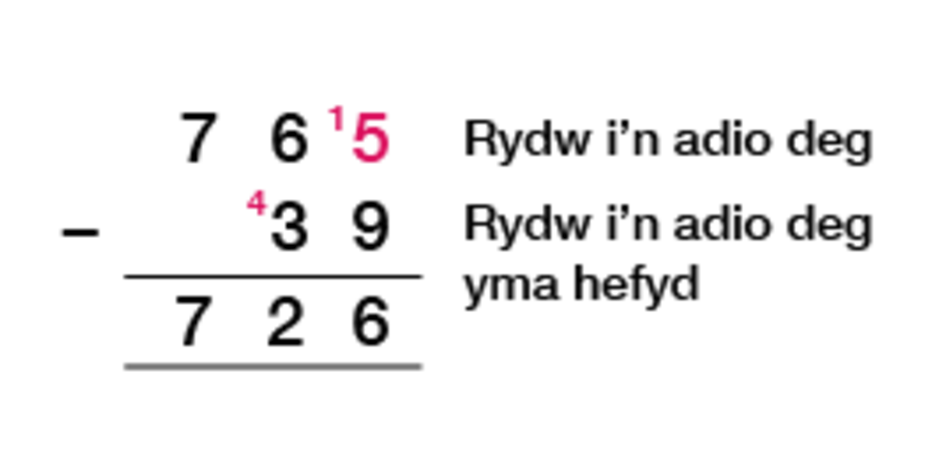 7 6 ¹5 Rydw i'n adio deg
– ⁴3 9 Rydw i'n adio deg
yma hefyd
7 2 6